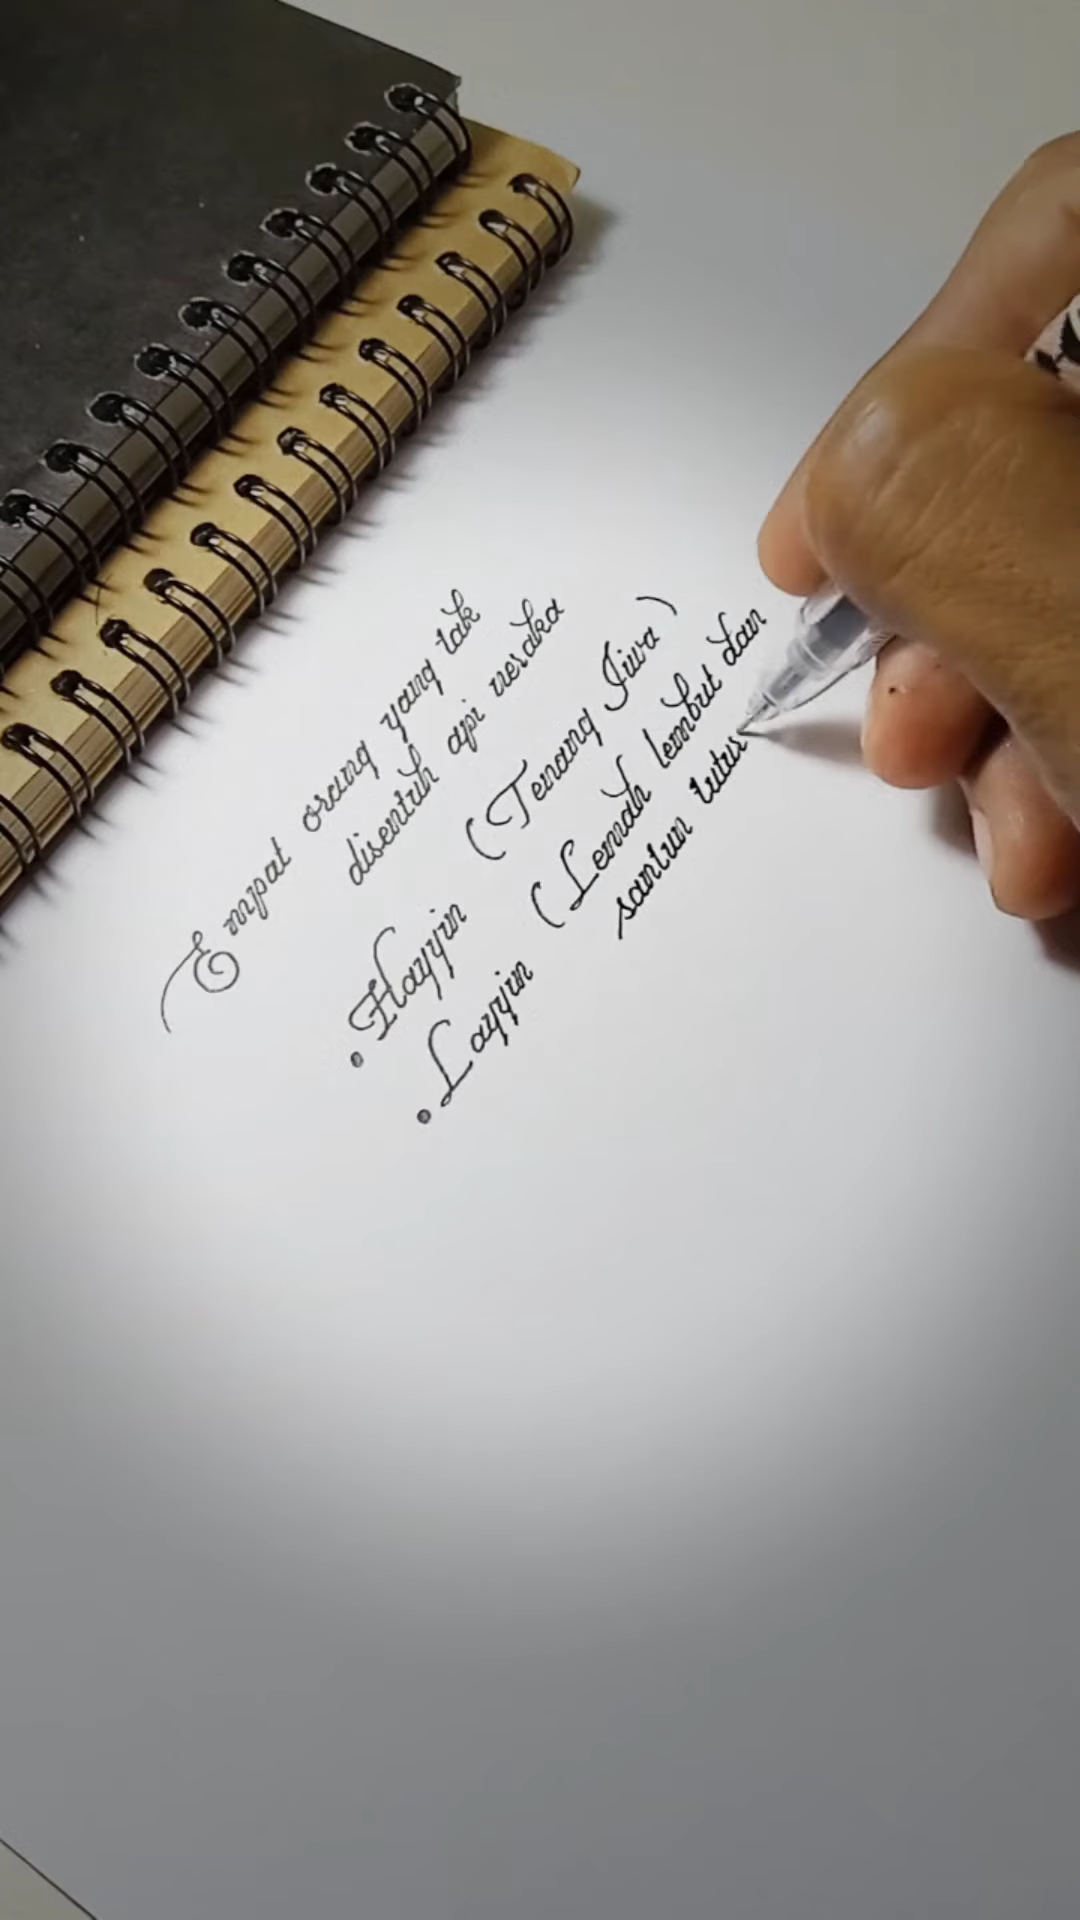 Empat orang yang tak
disentuh api neraka
• Hayyin (Tenang Jiwa)
• Layyin (Lemah lembut dan
santun tutur